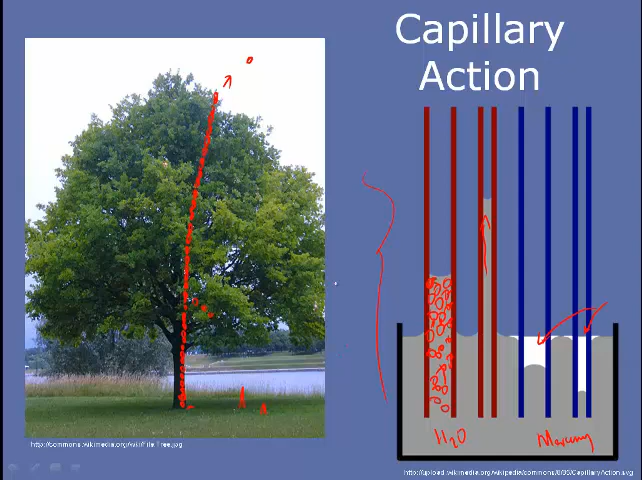 Capillary
Action
H2O
Mercury
http://commons.wikimedia.org/wiki/File:Tree.jpg
http://upload.wikimedia.org/wikipedia/commons/8/85/CapillaryAction.svg